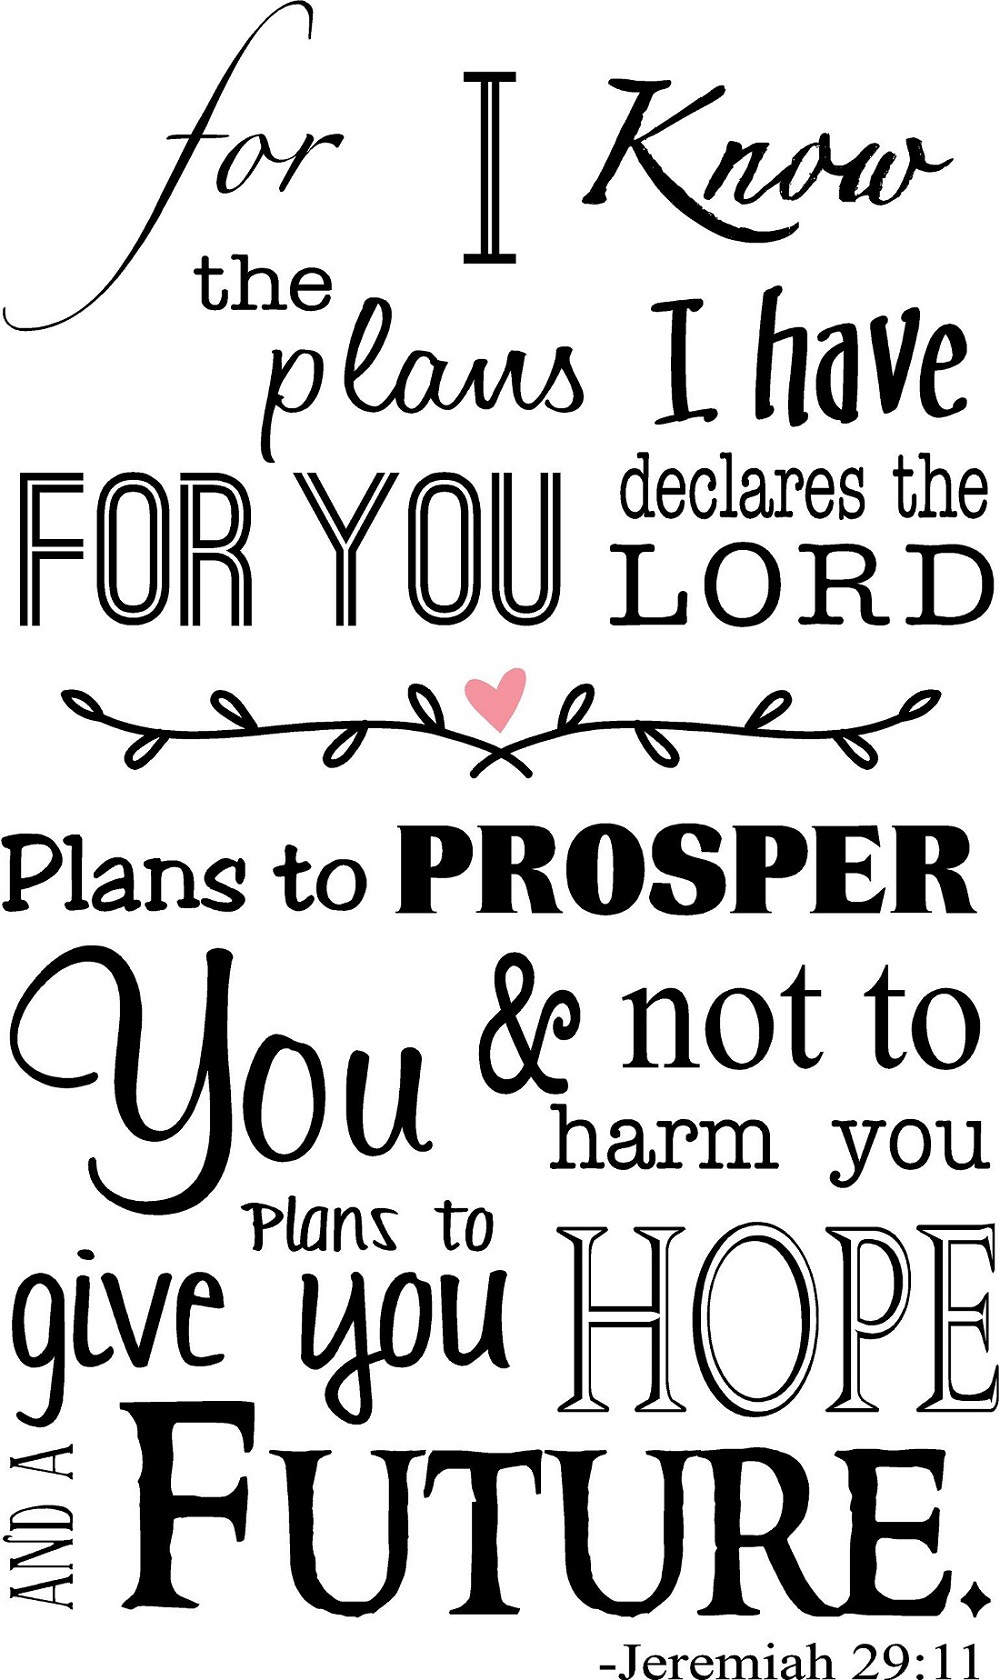 for I Know
the
plans I have
FOR YOU declares the
LORD
Plans to PROSPER
You & not to
harm you
Plans to
give you HOPE
AND A FUTURE.
-Jeremiah 29:11